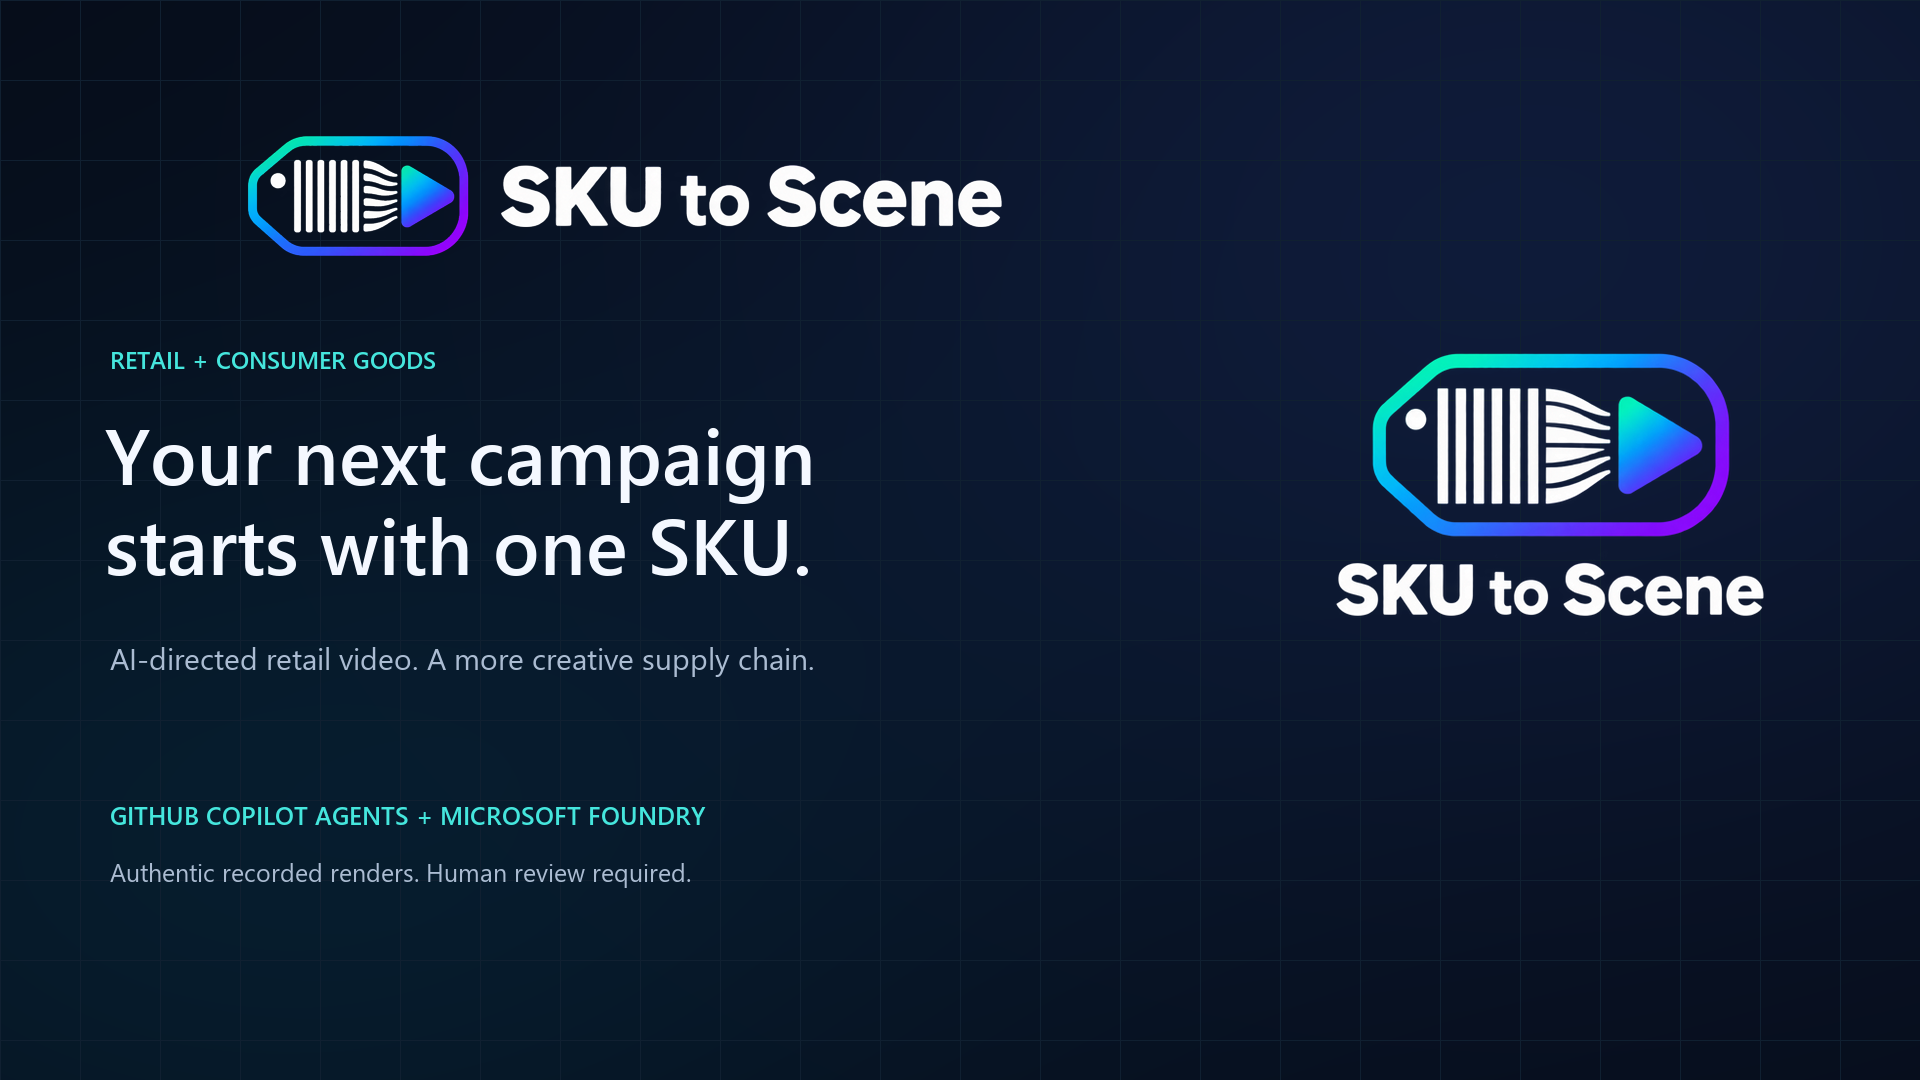 SKU to Scene
RETAIL + CONSUMER GOODS
Your next campaign
starts with one SKU.
AI-directed retail video. A more creative supply chain.
GITHUB COPILOT AGENTS + MICROSOFT FOUNDRY
Authentic recorded renders. Human review required.
SKU to Scene